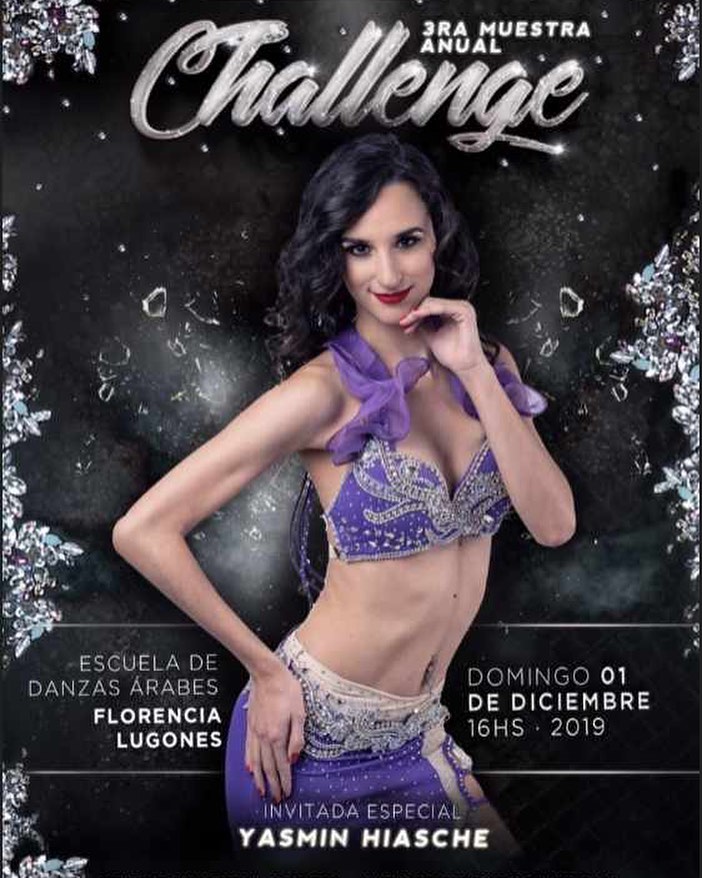 3RA MUESTRA
ANUAL
Challenge
ESCUELA DE
DANZAS ÁRABES
FLORENCIA
LUGONES
DOMINGO 01
DE DICIEMBRE
16HS · 2019
INVITADA ESPECIAL
YASMIN HIASCHE